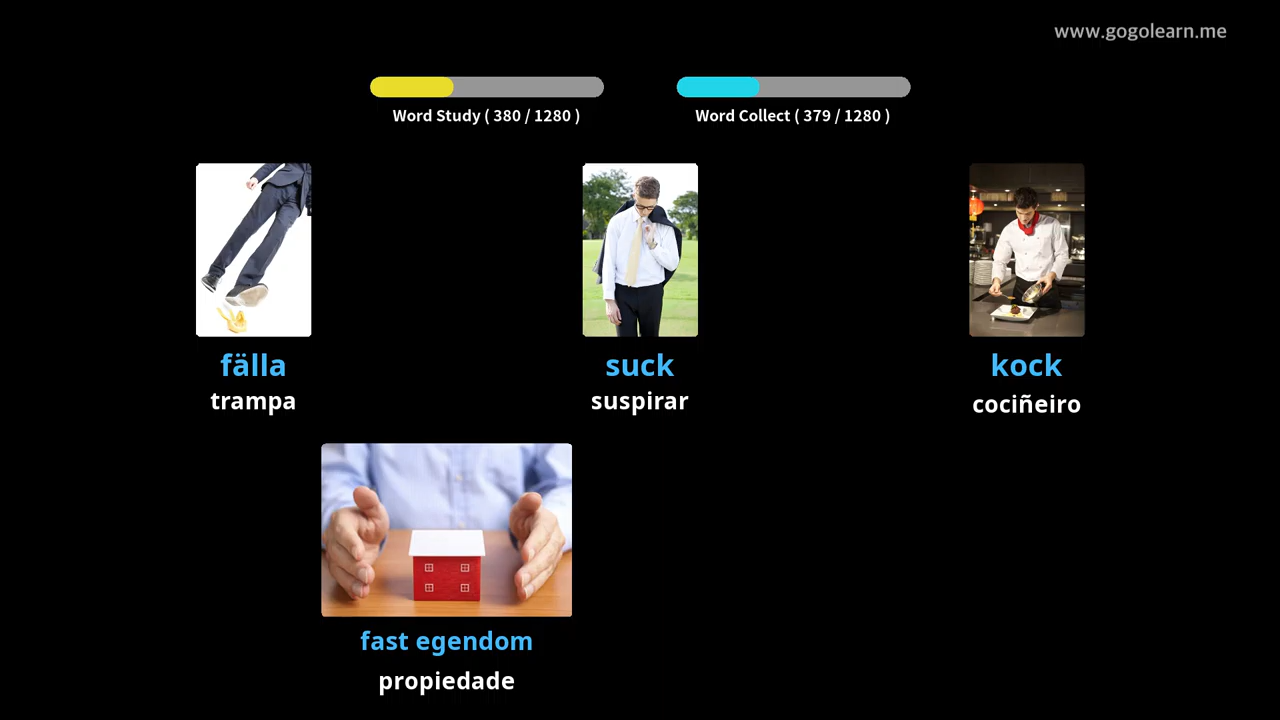 www.gogolearn.me
Word Study ( 380 / 1280 )
Word Collect ( 379 / 1280 )
fälla
suck
kock
trampa
suspirar
cociñeiro
fast egendom
propiedade